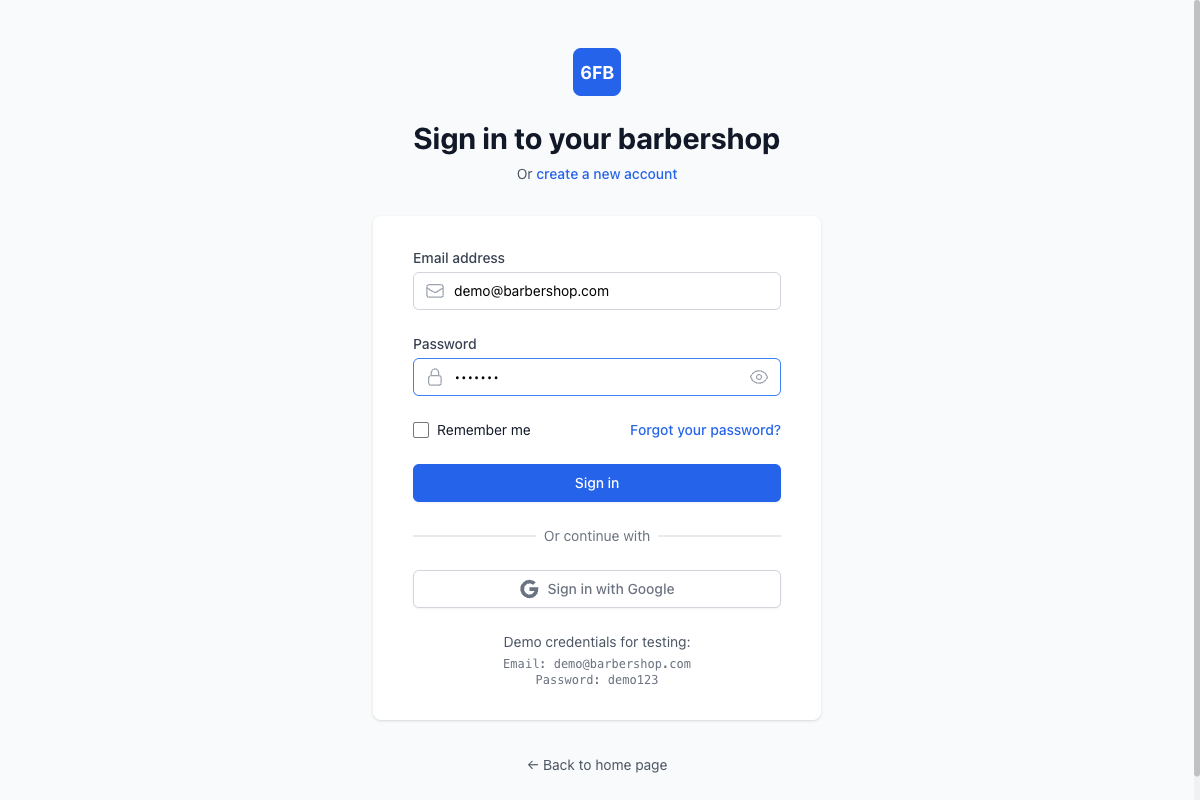 6FB
Sign in to your barbershop
Or create a new account
Email address
demo@barbershop.com
Password
•••••••
Remember me
Forgot your password?
Sign in
Or continue with
Sign in with Google
Demo credentials for testing:
Email: demo@barbershop.com
Password: demo123
← Back to home page